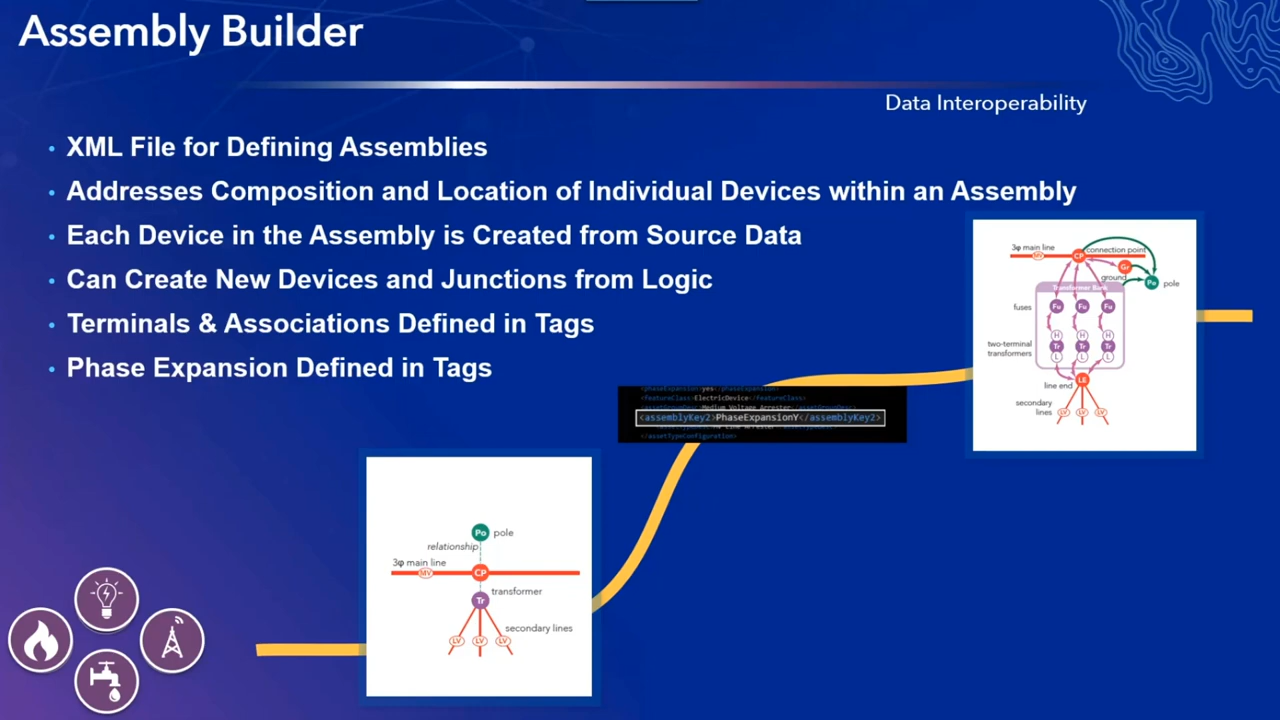 Assembly Builder
Data Interoperability
• XML File for Defining Assemblies
• Addresses Composition and Location of Individual Devices within an Assembly
• Each Device in the Assembly is Created from Source Data
• Can Create New Devices and Junctions from Logic
• Terminals & Associations Defined in Tags
• Phase Expansion Defined in Tags
3φ main line
MV
CP
connection point
Gr
ground
Po
pole
Transformer Bank
fuses
Fu Fu Fu
H H H
two-terminal
transformers
Tr Tr Tr
L L L
line end
LE
secondary
lines
LV LV LV
<phaseExpansion>yes</phaseExpansion>
<featureClass>ElectricDevice</featureClass>
<assemblyKey2>PhaseExpansionY</assemblyKey2>
</assetTypeConfiguration>
Po pole
relationship
3φ main line
MV
CP
transformer
Tr
secondary lines
LV LV LV